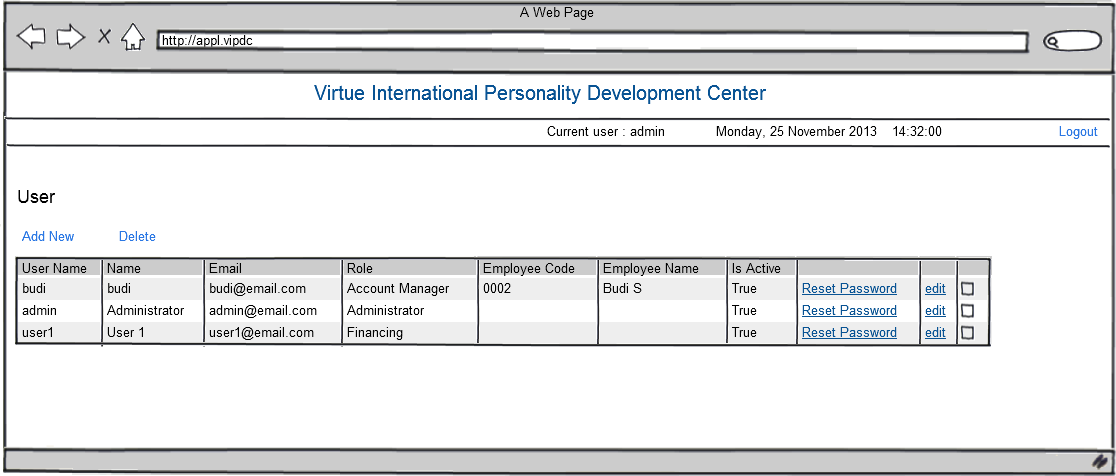 A Web Page
http://appl.vipdc
Virtue International Personality Development Center
Current user : admin Monday, 25 November 2013 14:32:00 Logout
User
Add New Delete
User Name Name Email Role Employee Code Employee Name Is Active
budi budi budi@email.com Account Manager 0002 Budi S True Reset Password edit
admin Administrator admin@email.com Administrator True Reset Password edit
user1 User 1 user1@email.com Financing True Reset Password edit